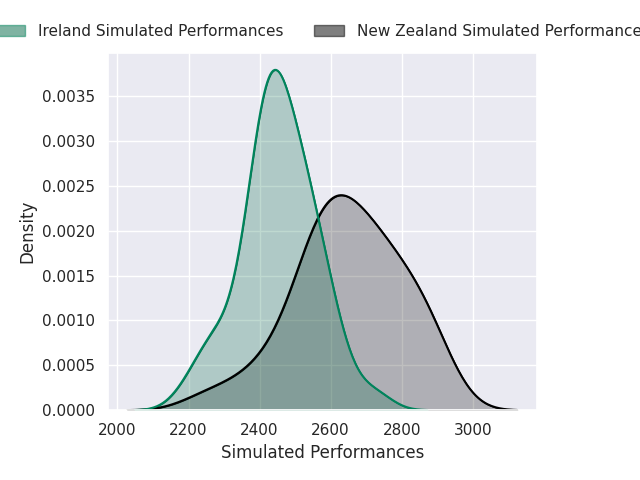 Ireland Simulated Performances New Zealand Simulated Performance
0.0035
0.0030
0.0025
0.0020
0.0015
0.0010
0.0005
0.0000
Density
2000 2200 2400 2600 2800 3000
Simulated Performances